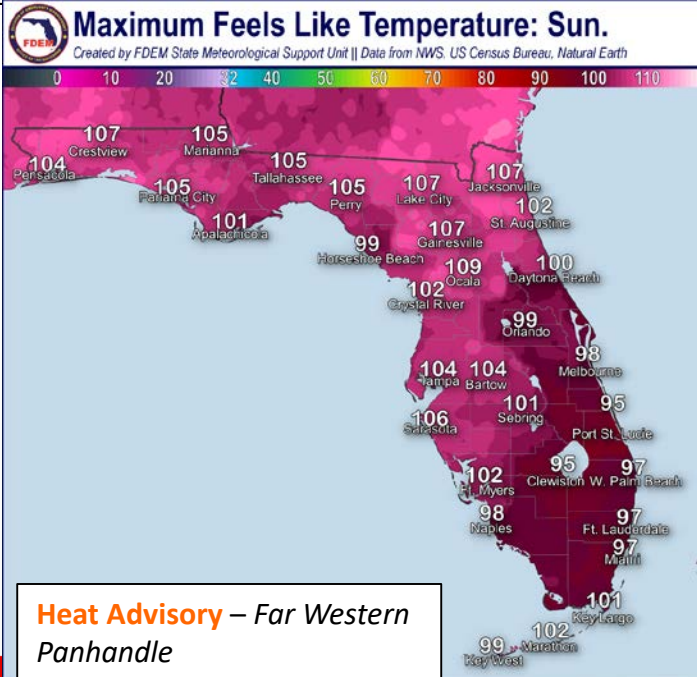 FDEM
Maximum Feels Like Temperature: Sun.
Created by FDEM State Meteorological Support Unit || Data from NWS, US Census Bureau, Natural Earth
0 10 20 32 40 50 60 70 80 90 100 110
107
Crestview
105
Marianna
104
Pensacola
105
Tallahassee
105
Panama City
105
Perry
107
Lake City
107
Jacksonville
102
St. Augustine
101
Apalachicola
107
Gainesville
99
Horseshoe Beach
109
Ocala
100
Daytona Beach
102
Crystal River
99
Orlando
98
Melbourne
104
Tampa
104
Bartow
101
Sebring
95
Port St. Lucie
106
Sarasota
102
Ft. Myers
95
Clewiston
97
W. Palm Beach
98
Naples
97
Ft. Lauderdale
97
Miami
101
Key Largo
102
Marathon
99
Key West
Heat Advisory – Far Western
Panhandle